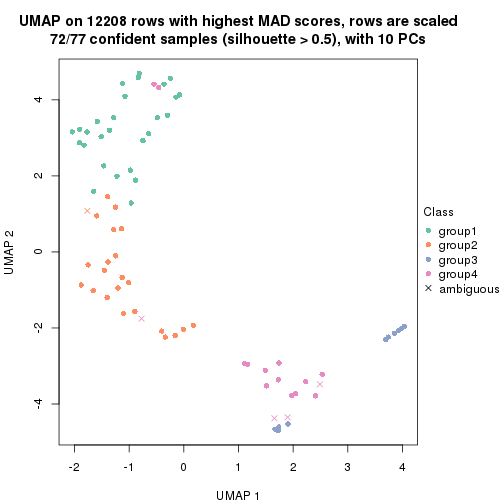 UMAP on 12208 rows with highest MAD scores, rows are scaled
72/77 confident samples (silhouette > 0.5), with 10 PCs
4
2
0
-2
-4
UMAP 2
-2
-1
0
1
2
3
4
UMAP 1
Class
group1
group2
group3
group4
ambiguous